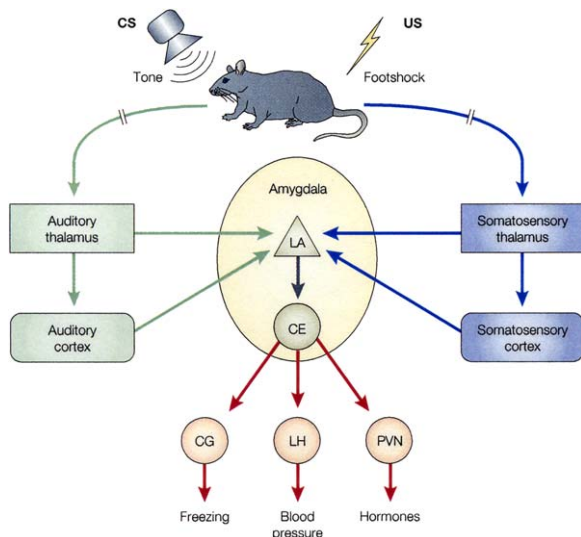 CS
US
Tone
Footshock
Amygdala
Auditory
thalamus
LA
Somatosensory
thalamus
Auditory
cortex
CE
Somatosensory
cortex
CG
LH
PVN
Freezing
Blood
pressure
Hormones